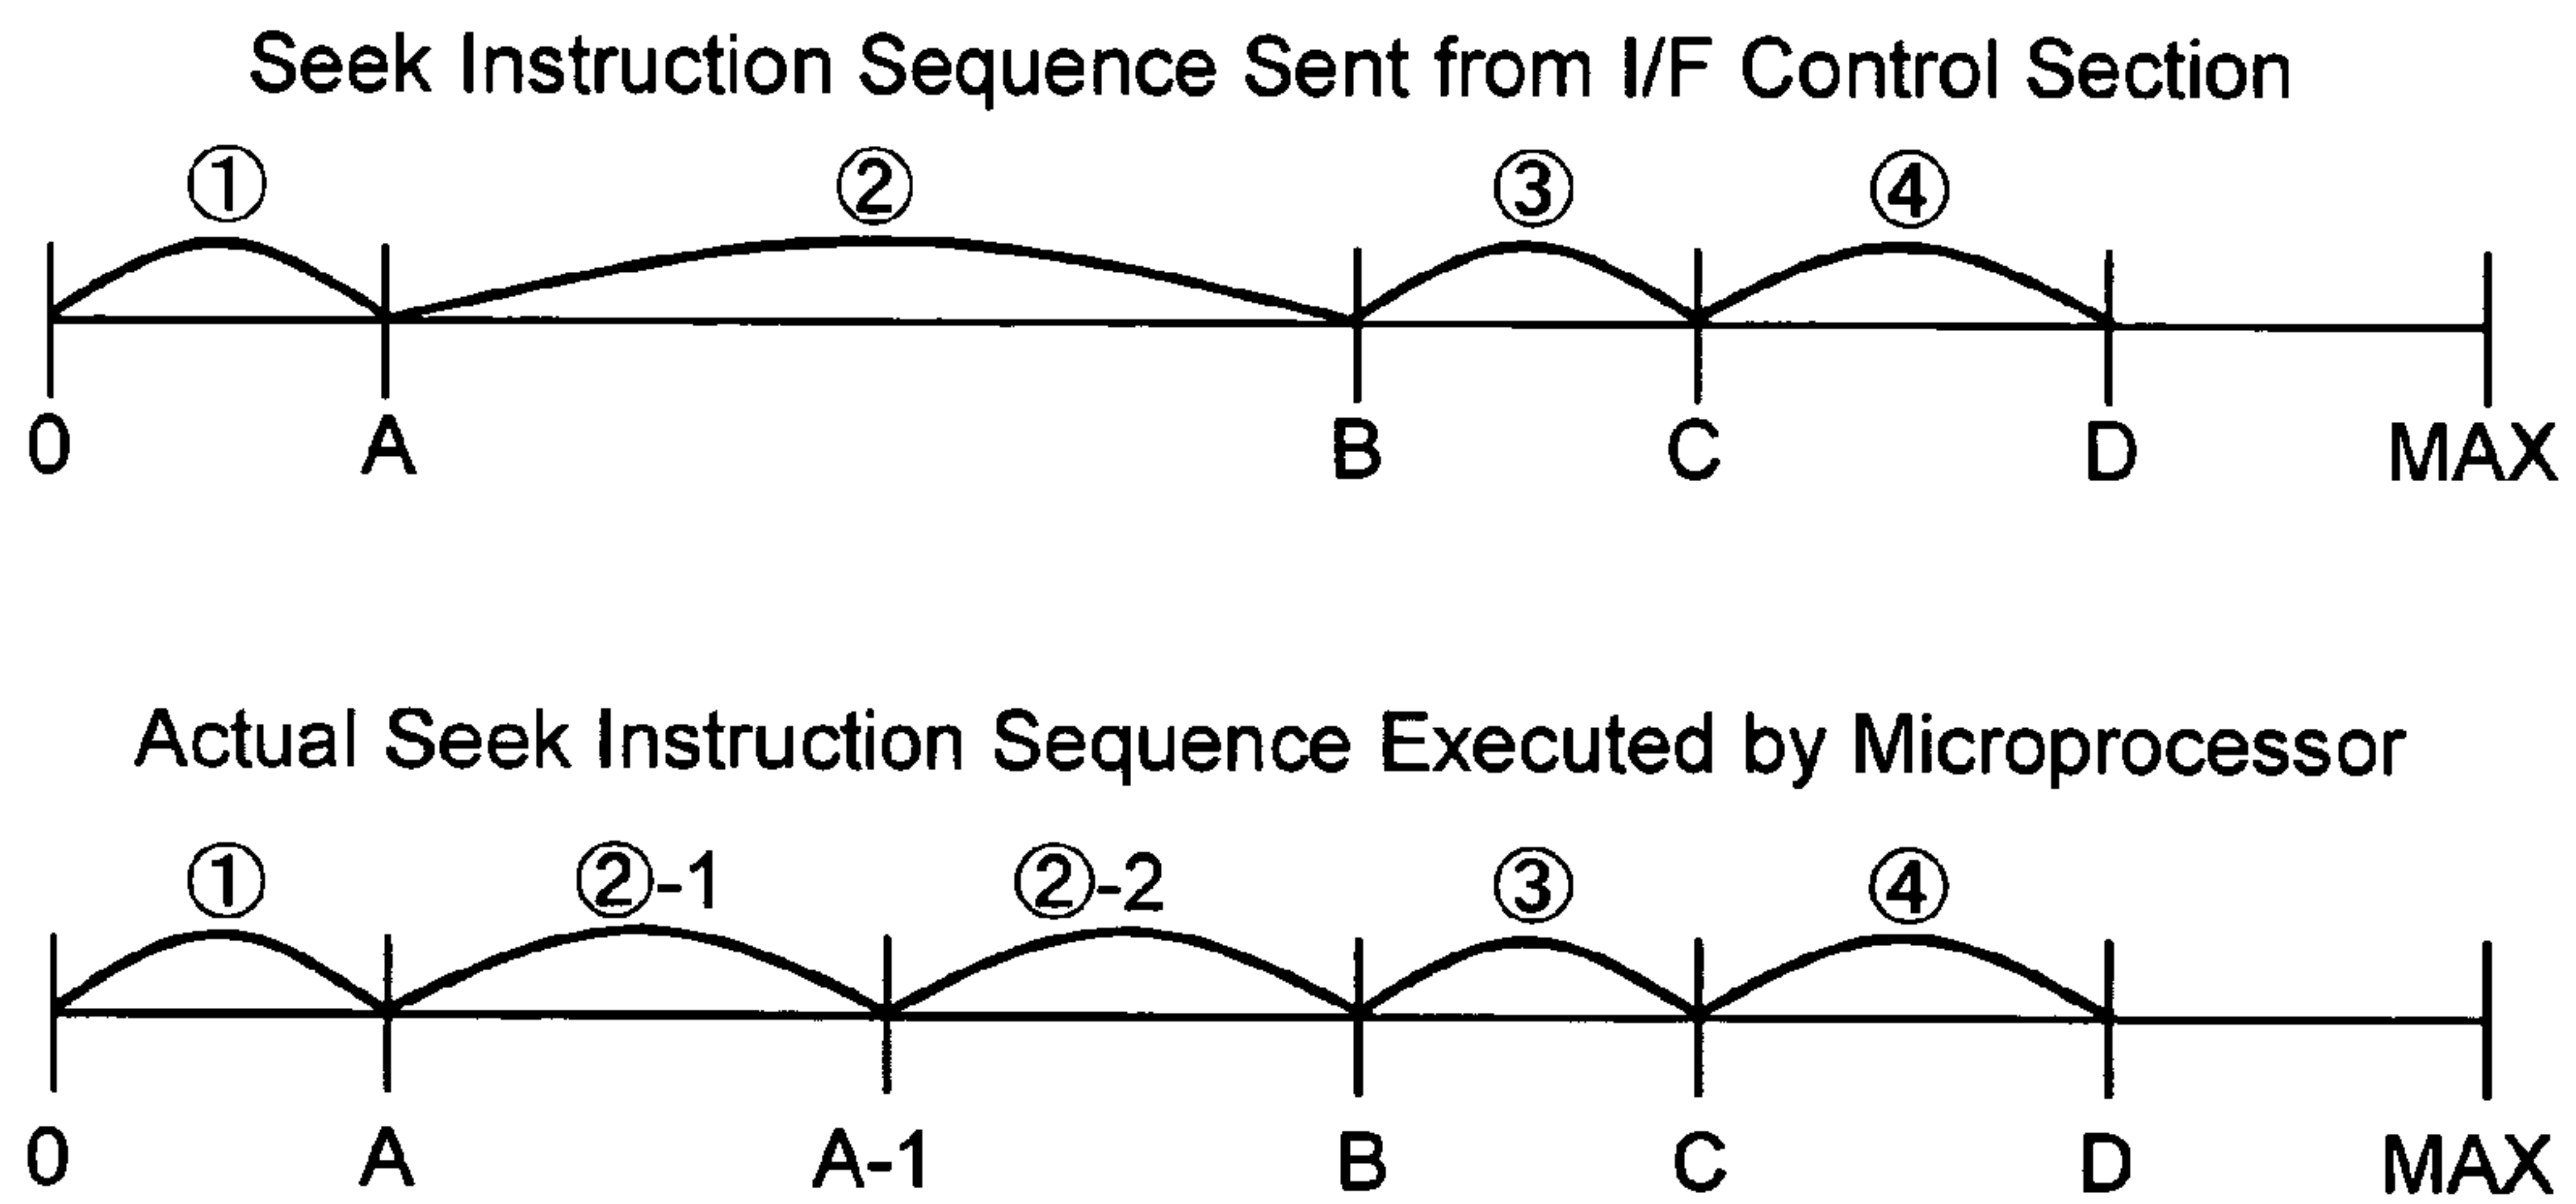 Seek Instruction Sequence Sent from I/F Control Section
① ② ③ ④
0 A B C D MAX
Actual Seek Instruction Sequence Executed by Microprocessor
① ②-1 ②-2 ③ ④
0 A A-1 B C D MAX